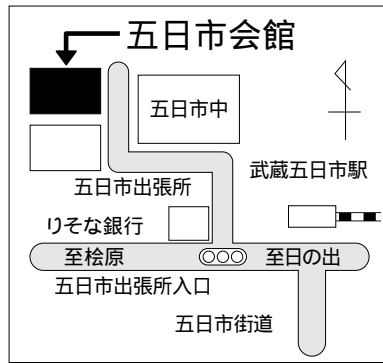 五日市会館
五日市中
武蔵五日市駅
五日市出張所
りそな銀行
至桧原
至日の出
五日市出張所入口
五日市街道